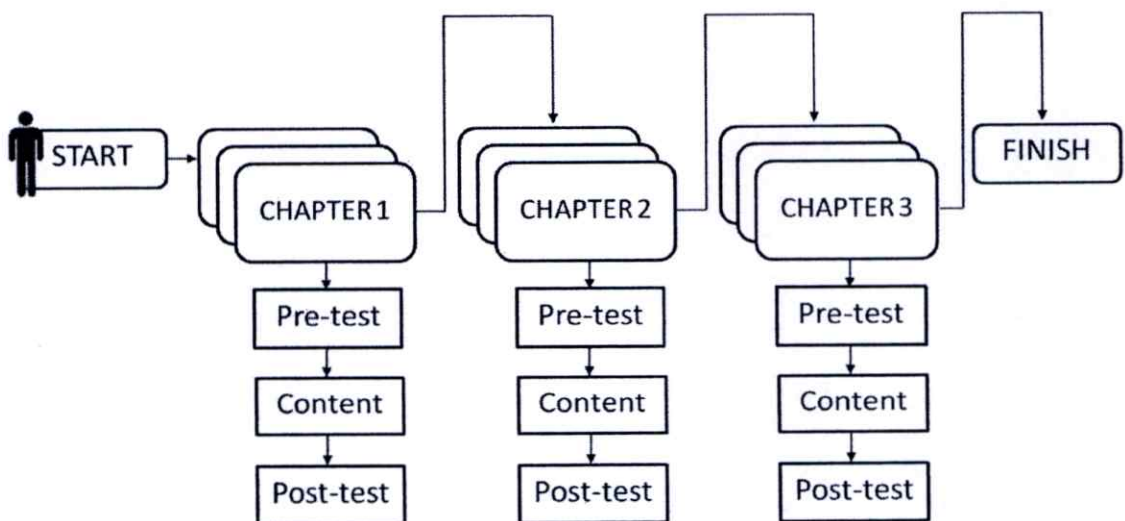 START
CHAPTER 1
CHAPTER 2
CHAPTER 3
FINISH
Pre-test
Pre-test
Pre-test
Content
Content
Content
Post-test
Post-test
Post-test